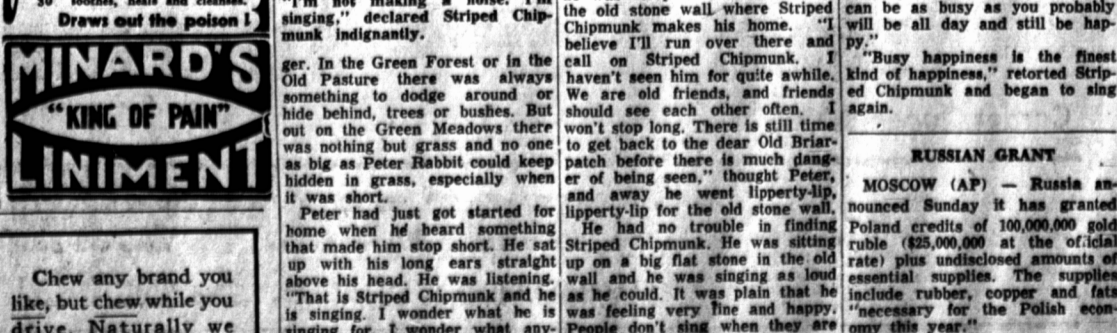 Draws out the poison!
MINARD'S
"KING OF PAIN"
LINIMENT
Chew any brand you
like, but chew while you
drive. Naturally we
singing," declared Striped Chip-
munk indignantly.
ger. In the Green Forest or in the
Old Pasture there was always
something to dodge around or
hide behind, trees or bushes. But
out on the Green Meadows there
was nothing but grass and no one
as big as Peter Rabbit could keep
hidden in grass, especially when
it was short.
Peter had just got started for
home when he heard something
that made him stop short. He sat
up with his long ears straight
above his head. He was listening.
"That is Striped Chipmunk and he
is singing. I wonder what he is
singing for. I wonder what any-
the old stone wall where Striped
Chipmunk makes his home. "I
believe I'll run over there and
call on Striped Chipmunk. I
haven't seen him for quite awhile.
We are old friends, and friends
should see each other often. I
won't stop long. There is still time
to get back to the dear Old Briar-
patch before there is much dang-
er of being seen," thought Peter,
and away he went lipperty-lip,
lipperty-lip for the old stone wall.
He had no trouble in finding
Striped Chipmunk. He was sitting
up on a big flat stone in the old
wall and he was singing as loud
as he could. It was plain that he
was feeling very fine and happy.
People don't sing when they are
can be as busy as you probably
will be all day and still be hap-
py."
"Busy happiness is the finest
kind of happiness," retorted Strip-
ed Chipmunk and began to sing
again.
RUSSIAN GRANT
MOSCOW (AP) — Russia an
nounced Sunday it has granted
Poland credits of 100,000,000 gold
ruble ($25,000,000 at the official
rate) plus undisclosed amounts of
essential supplies. The supplies
include rubber, copper and fats
"necessary for the Polish econ
omy this year."